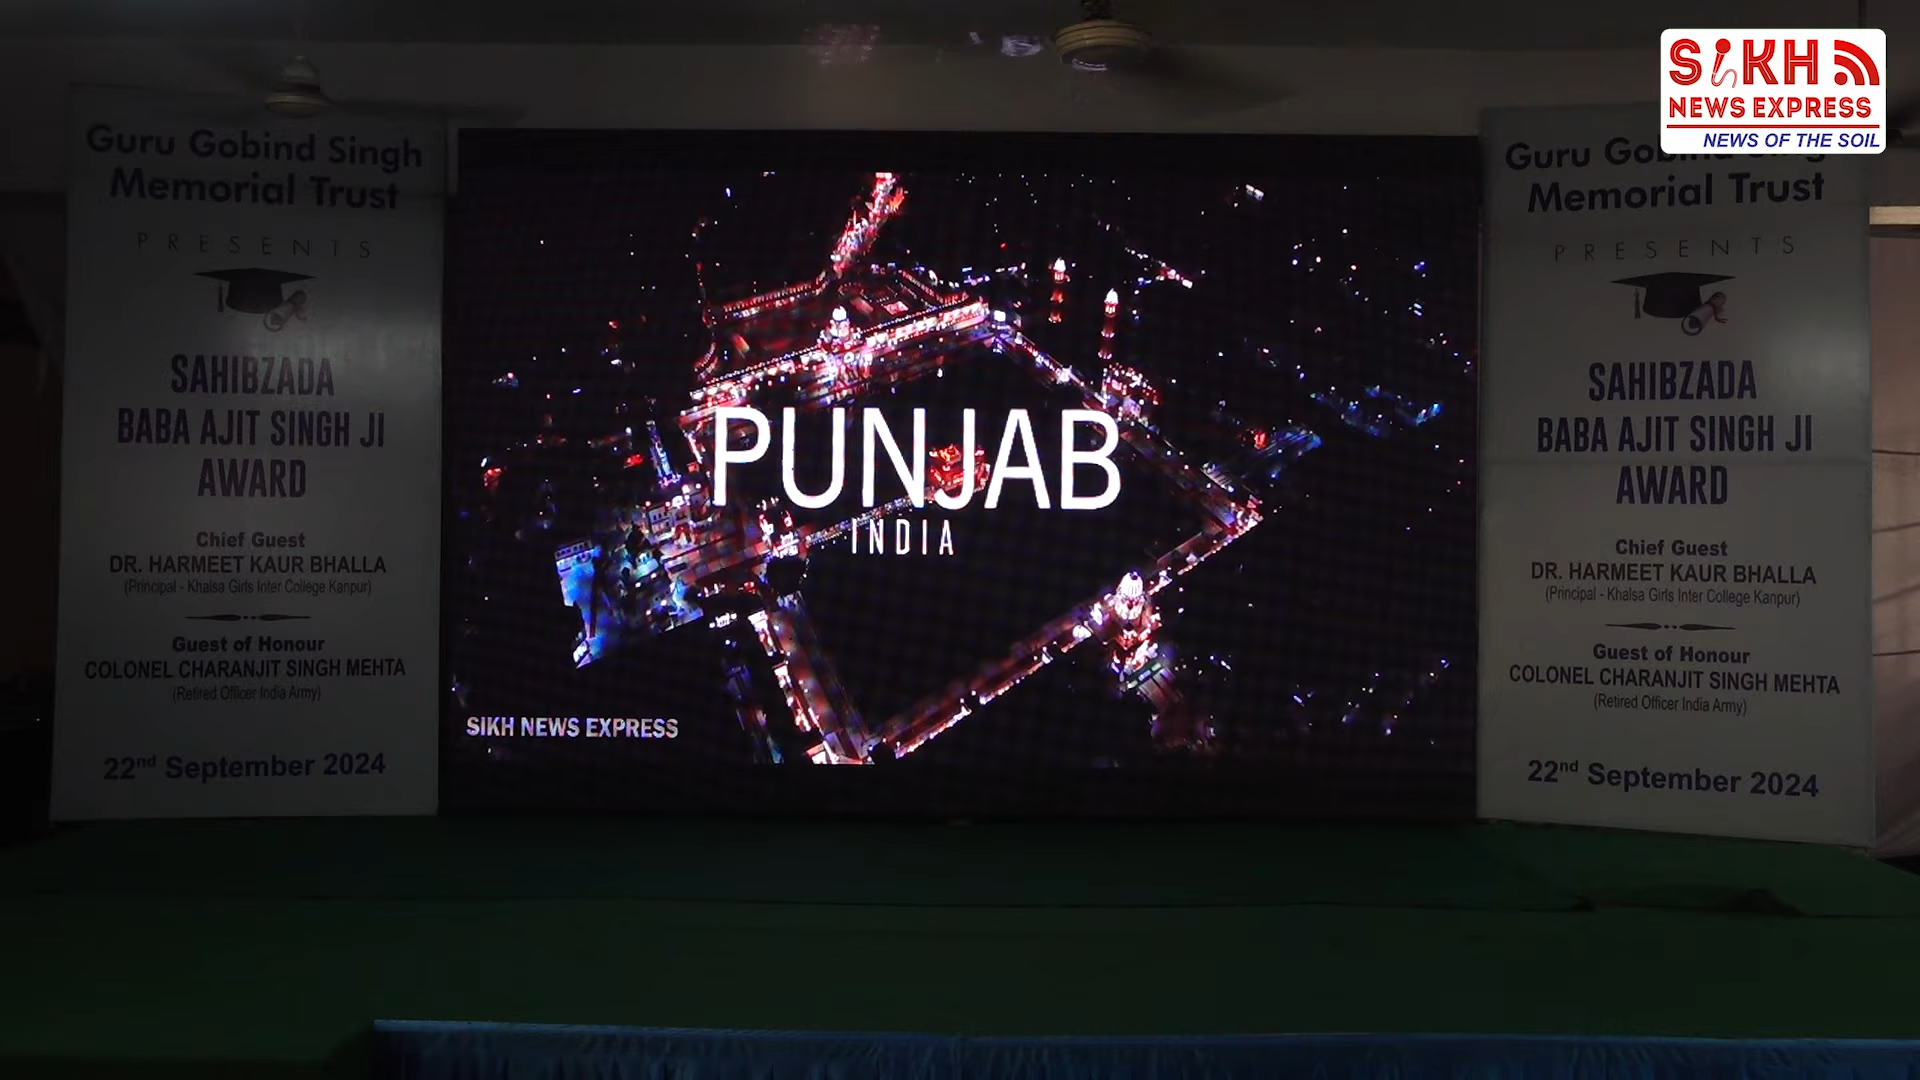 Guru Gobind Singh
Memorial Trust
PRESENTS
SAHIBZADA
BABA AJIT SINGH JI
AWARD
Chief Guest
DR. HARMEET KAUR BHALLA
(Principal - Khalsa Girls Inter College Kanpur)
Guest of Honour
COLONEL CHARANJIT SINGH MEHTA
(Retired Officer India Army)
22nd September 2024
PUNJAB
INDIA
SIKH NEWS EXPRESS
SiKH
NEWS EXPRESS
NEWS OF THE SOIL
Guru Gobind Sing
Memorial Trust
PRESENTS
SAHIBZADA
BABA AJIT SINGH JI
AWARD
Chief Guest
DR. HARMEET KAUR BHALLA
(Principal - Khalsa Girls Inter College Kanpur)
Guest of Honour
COLONEL CHARANJIT SINGH MEHTA
(Retired Officer India Army)
22nd September 2024